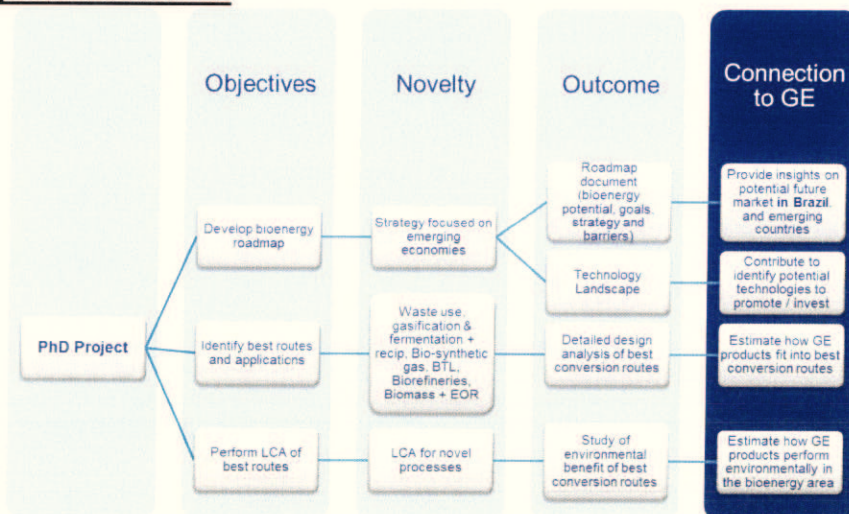 Objectives
Novelty
Outcome
Connection
to GE
PhD Project
Develop bioenergy
roadmap
Strategy focused on
emerging
economies
Roadmap
document
(bioenergy
potential, goals,
strategy and
barriers)
Provide insights on
potential future
market in Brazil,
and emerging
countries
Technology
Landscape
Contribute to
identify potential
technologies to
promote / invest
Identify best routes
and applications
Waste use,
gasification &
fermentation +
recip. Bio-synthetic
gas, BTL,
Biorefineries,
Biomass + EOR
Detailed design
analysis of best
conversion routes
Estimate how GE
products fit into best
conversion routes
Perform LCA of
best routes
LCA for novel
processes
Study of
environmental
benefit of best
conversion routes
Estimate how GE
products perform
environmentally in
the bioenergy area